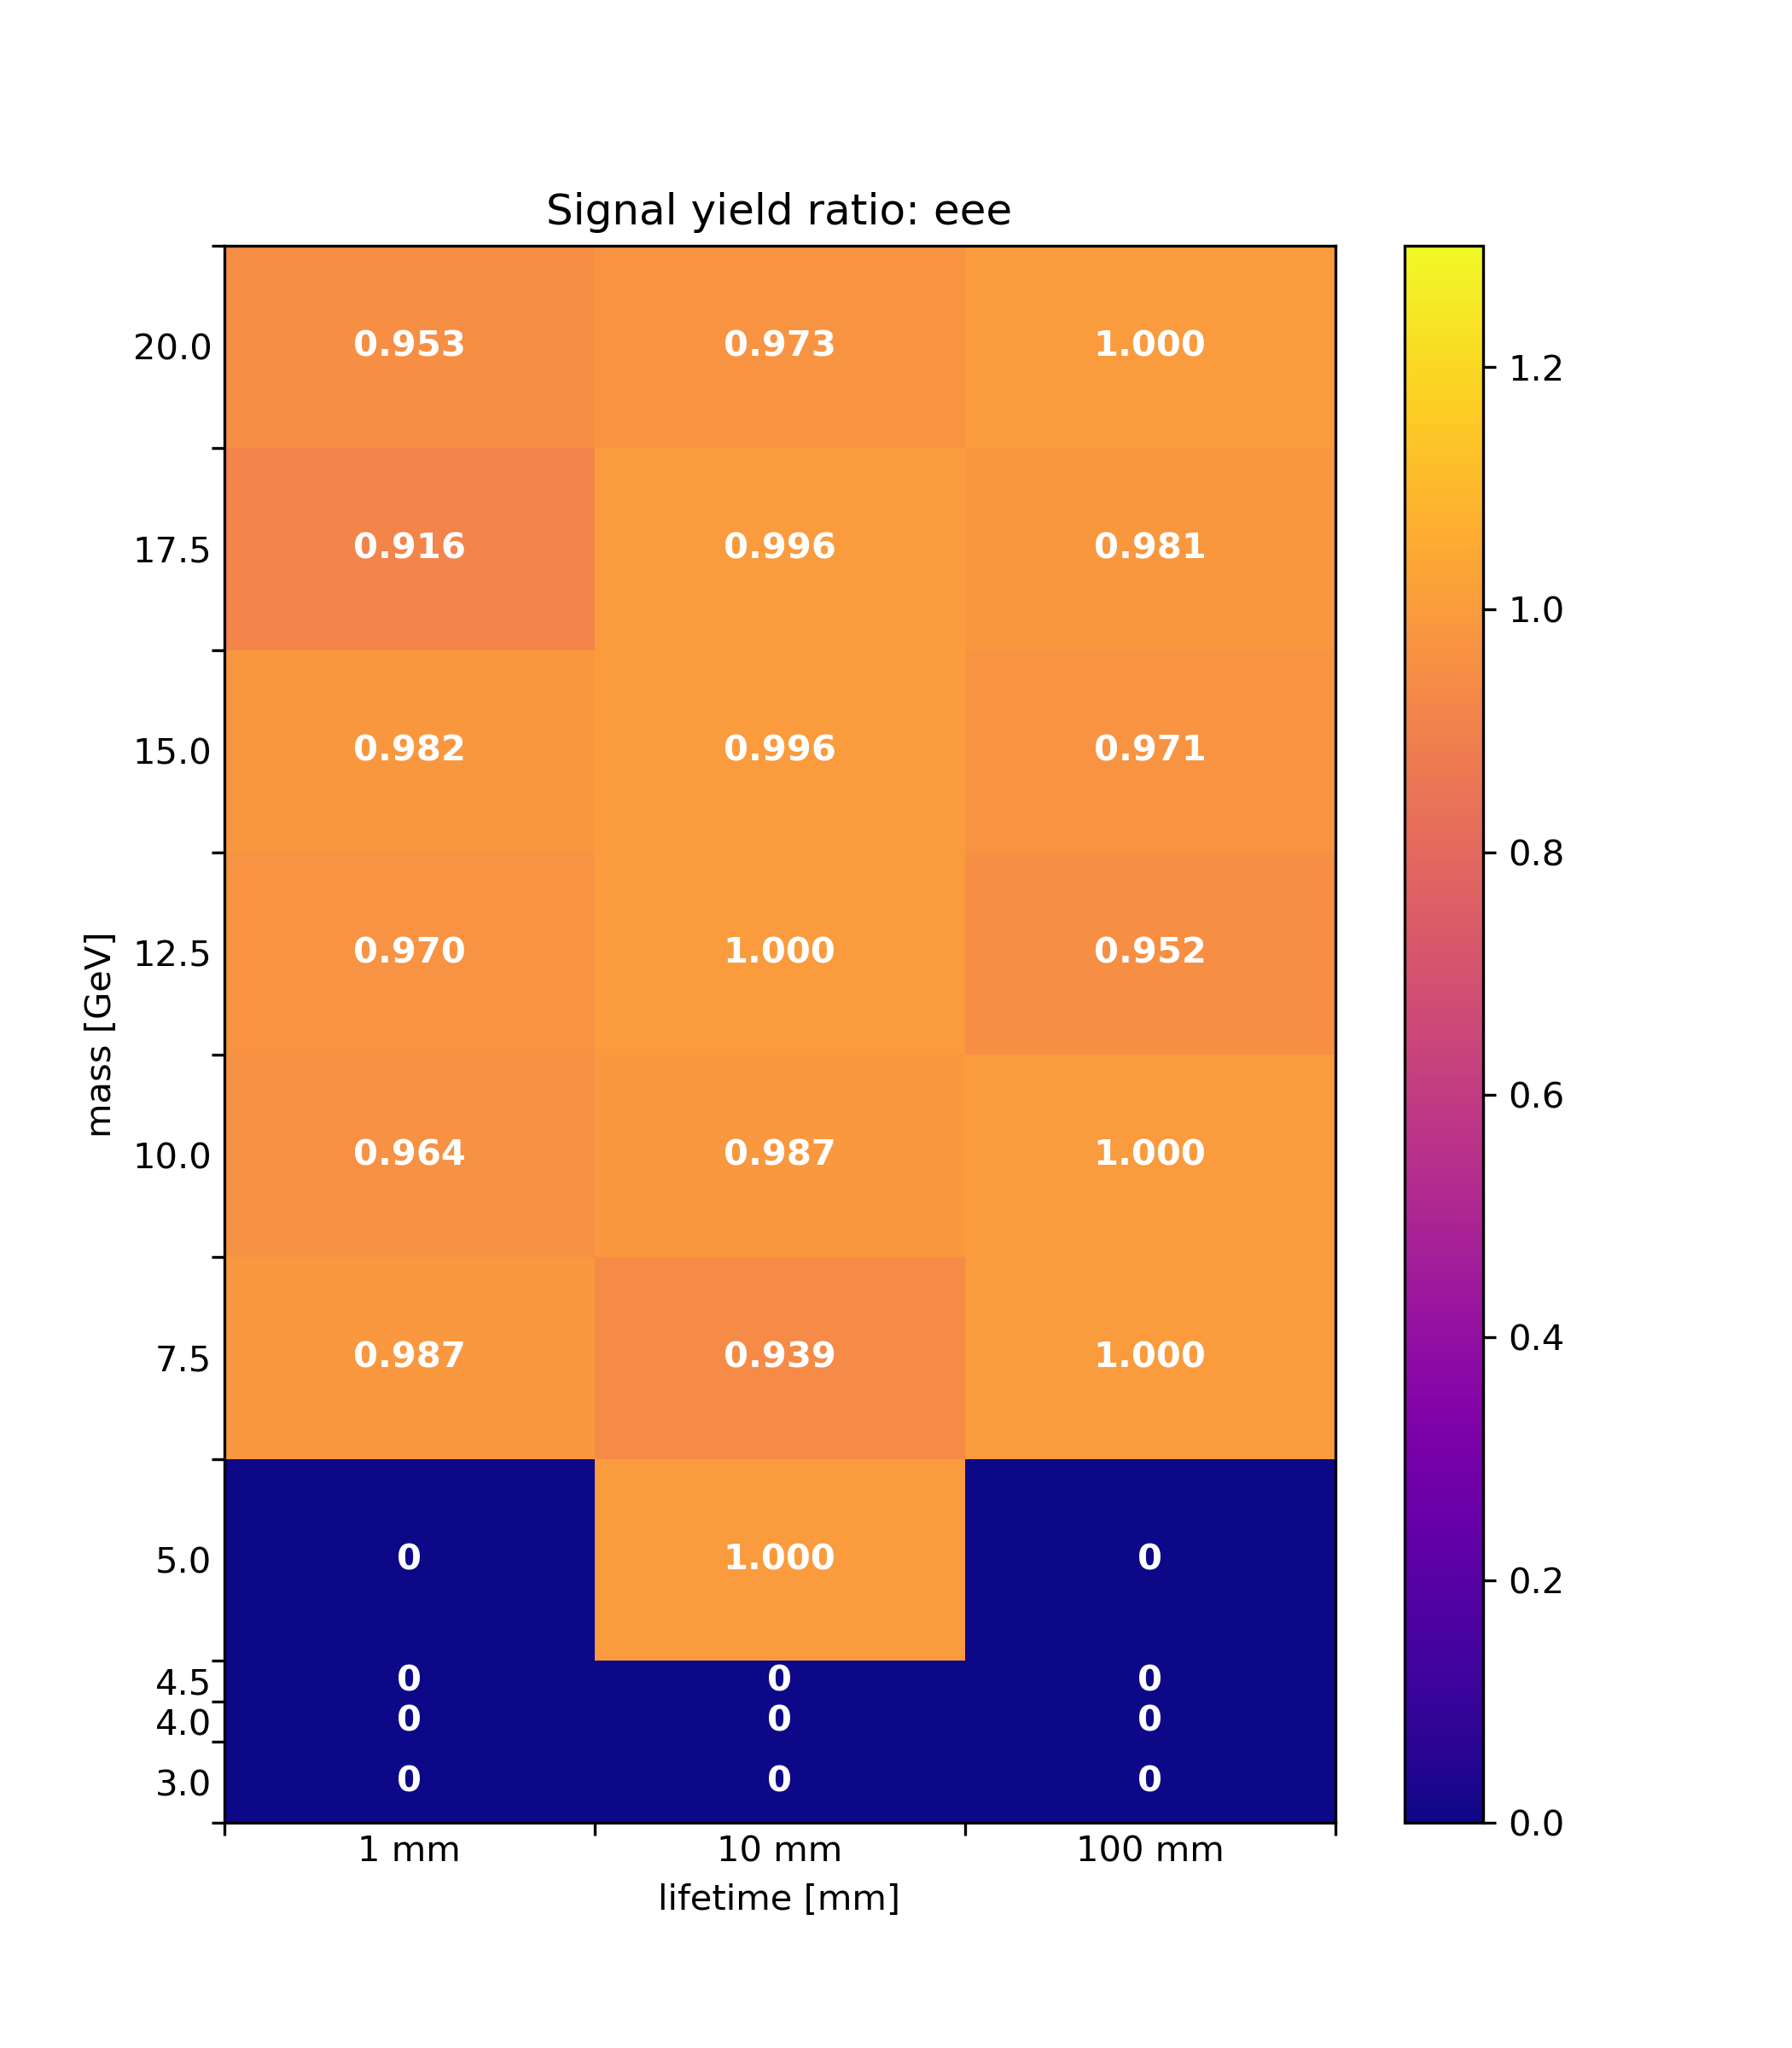 Signal yield ratio: eee
20.0 0.953 0.973 1.000
1.2
17.5 0.916 0.996 0.981
1.0
15.0 0.982 0.996 0.971
0.8
12.5 0.970 1.000 0.952
mass [GeV]
0.6
10.0 0.964 0.987 1.000
0.4
7.5 0.987 0.939 1.000
5.0 0 1.000 0
0.2
4.5 0 0 0
4.0 0 0 0
3.0 0 0 0
0.0
1 mm 10 mm 100 mm
lifetime [mm]